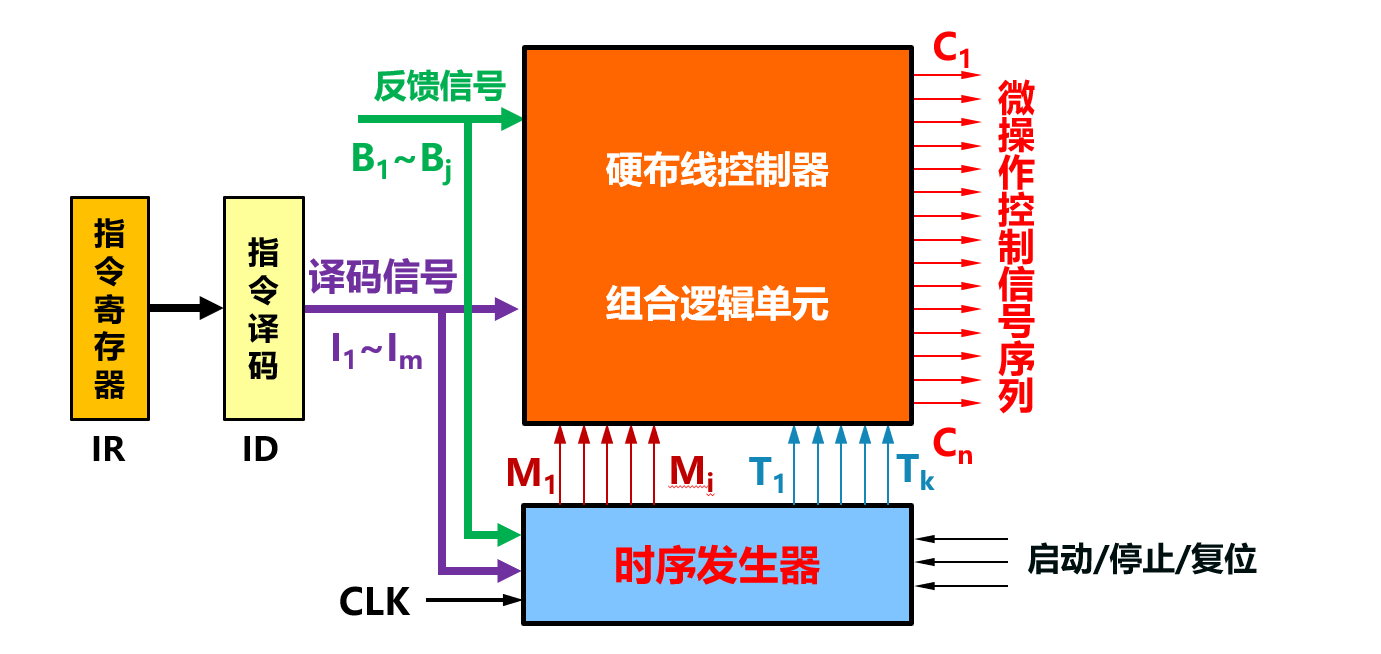 反馈信号
B1~Bj
指令寄存器
IR
指令译码
ID
译码信号
I1~Im
硬布线控制器
组合逻辑单元
C1
微操作控制信号序列
Cn
M1
Mi
T1
Tk
时序发生器
CLK
启动/停止/复位